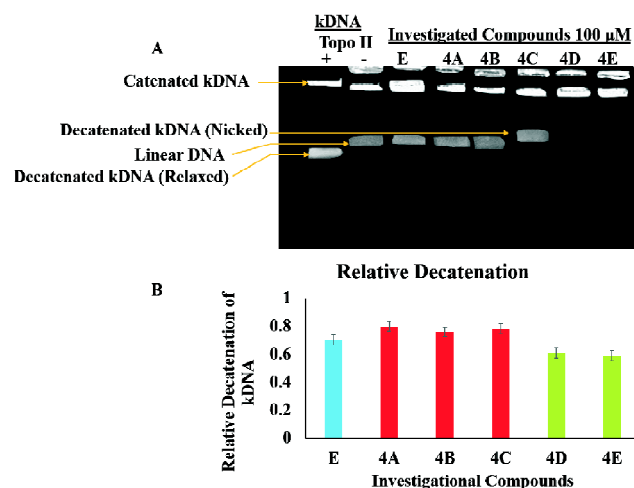 kDNA
Topo II
Investigated Compounds 100 µM
A
+ - E 4A 4B 4C 4D 4E
Catenated kDNA
Decatenated kDNA (Nicked)
Linear DNA
Decatenated kDNA (Relaxed)
B
Relative Decatenation
Relative Decatenation of
kDNA
1
0.8
0.6
0.4
0.2
0
E 4A 4B 4C 4D 4E
Investigational Compounds